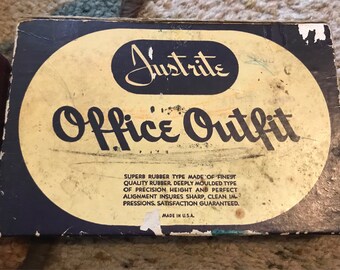 Justrite
Office Outfit
SUPERB RUBBER TYPE MADE OF FINEST
QUALITY RUBBER, DEEPLY MOULDED TYPE
OF PRECISION HEIGHT AND PERFECT
ALIGNMENT INSURES SHARP, CLEAN IM-
PRESSIONS. SATISFACTION GUARANTEED.
MADE IN U.S.A.